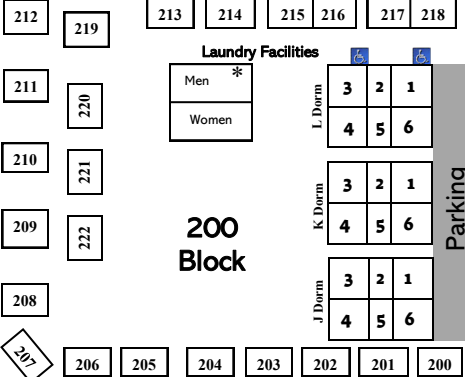 212
219
213
214
215
216
217
218
Laundry Facilities
211
220
Men *
Women
L Dorm
3 2 1
4 5 6
210
221
K Dorm
3 2 1
4 5 6
Parking
209
222
200
Block
208
J Dorm
3 2 1
4 5 6
207
206
205
204
203
202
201
200